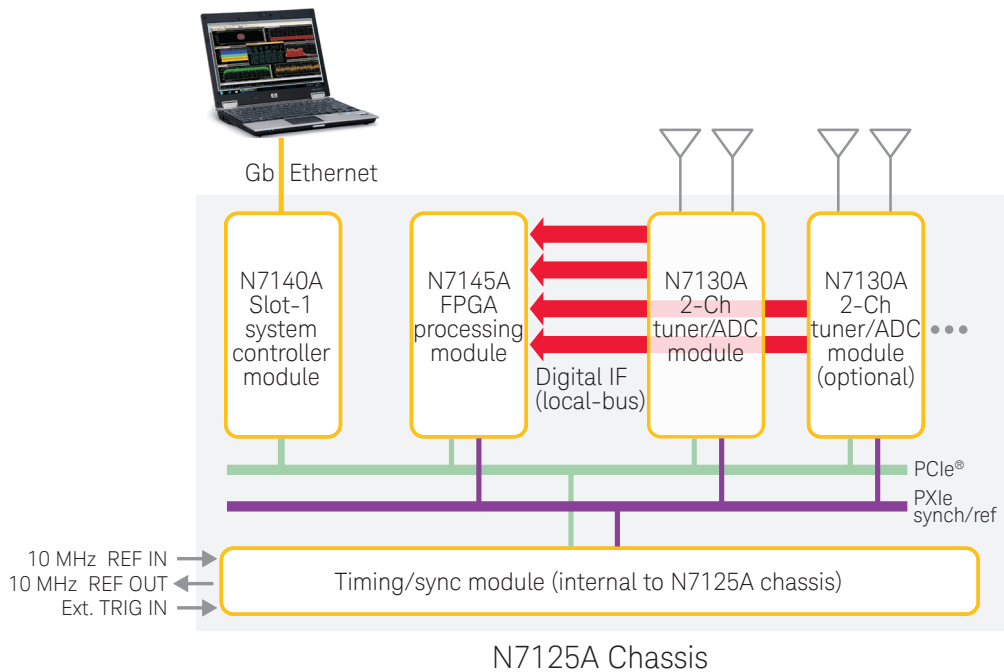 Gb Ethernet
N7140A
Slot-1
system
controller
module
N7145A
FPGA
processing
module
N7130A
2-Ch
tuner/ADC
module
N7130A
2-Ch
tuner/ADC
module
(optional)
Digital IF
(local-bus)
PCIe®
PXIe
synch/ref
10 MHz REF IN
10 MHz REF OUT
Ext. TRIG IN
Timing/sync module (internal to N7125A chassis)
N7125A Chassis